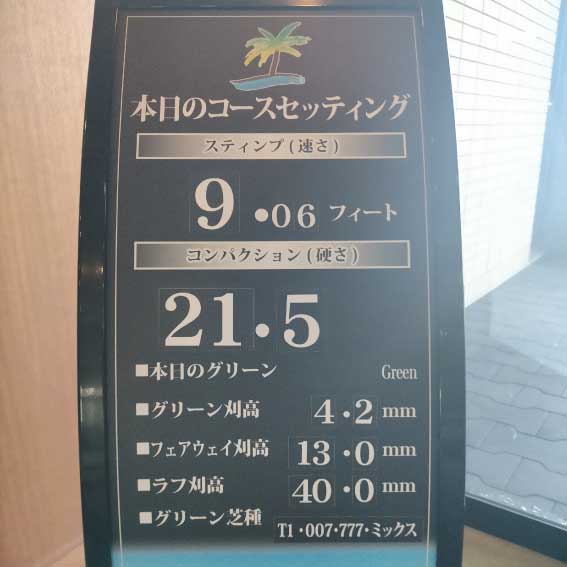 本日のコースセッティング
スティンプ(速さ)
9.06 フィート
コンパクション(硬さ)
21.5
■本日のグリーン Green
■グリーン刈高 4.2 mm
■フェアウェイ刈高 13.0 mm
■ラフ刈高 40.0 mm
■グリーン芝種 T1・007・777・ミックス